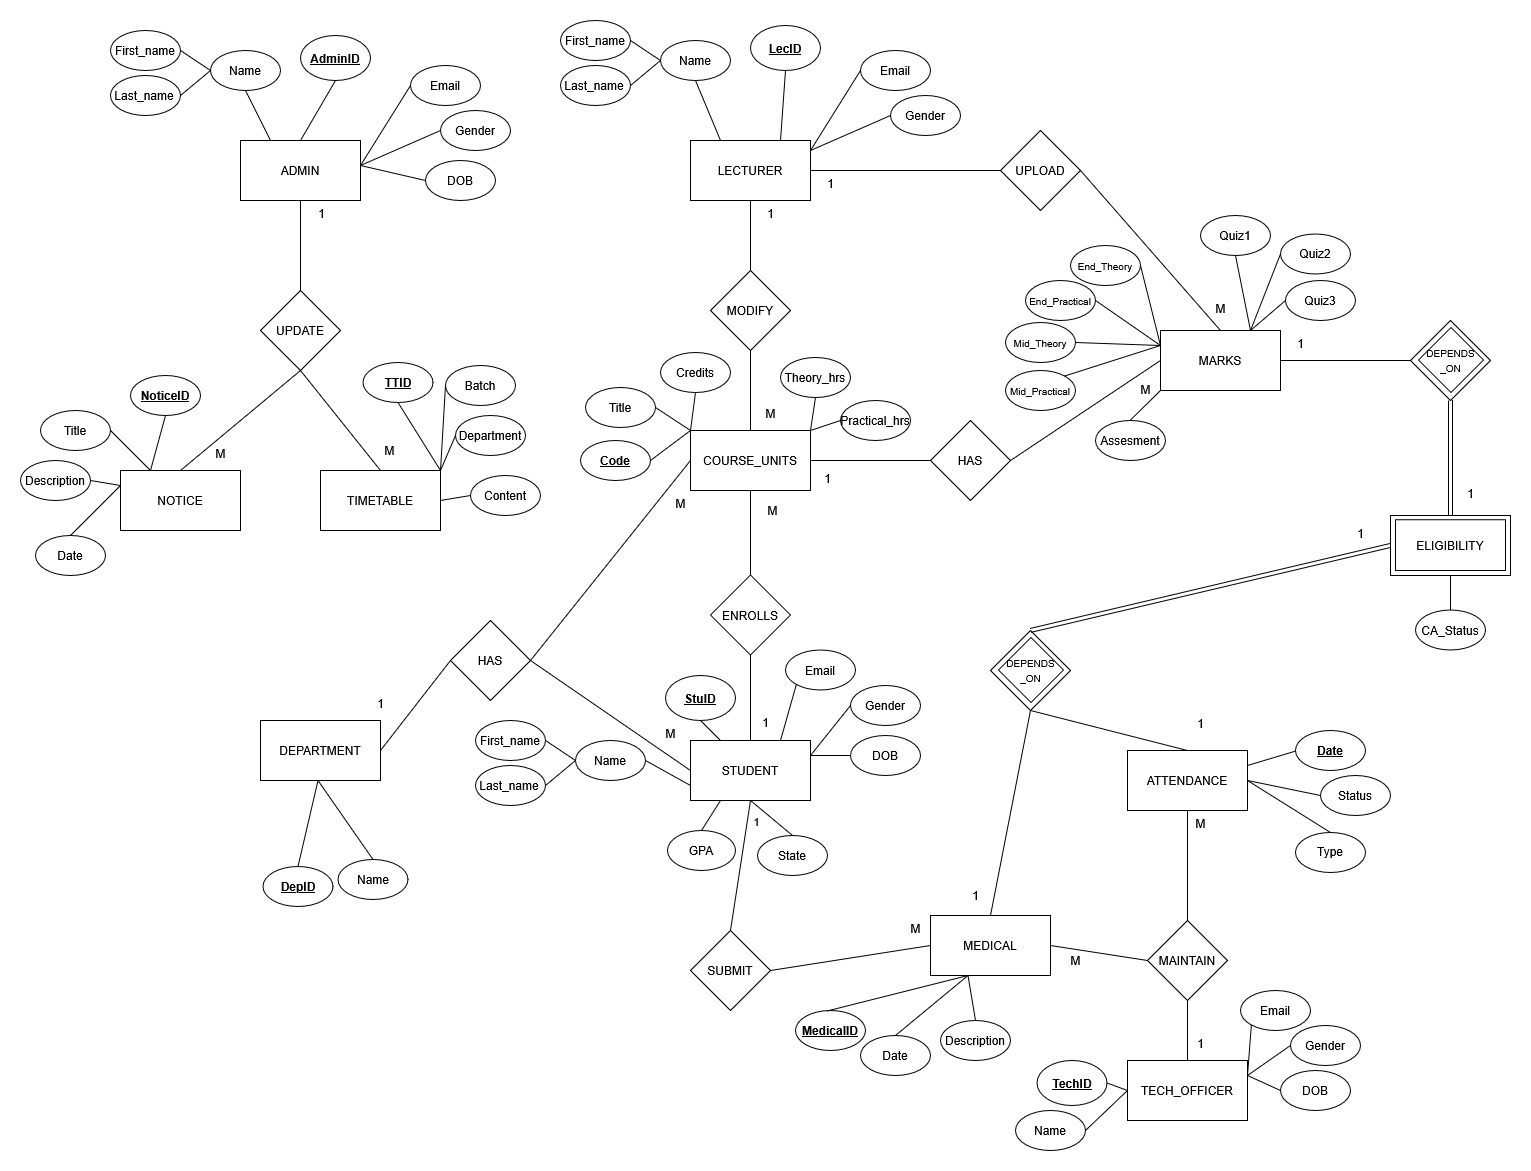 First_name
Last_name
Name
AdminID
Email
Gender
DOB
ADMIN
1
UPDATE
NoticeID
Title
Description
Date
M
NOTICE
TTID
Batch
Department
Content
M
TIMETABLE
First_name
Last_name
Name
LecID
Email
Gender
LECTURER
1
1
UPLOAD
MODIFY
Quiz1
Quiz2
Quiz3
End_Theory
End_Practical
Mid_Theory
Mid_Practical
Assesment
M
M
MARKS
1
DEPENDS
_ON
1
Credits
Title
Code
Theory_hrs
Practical_hrs
M
COURSE_UNITS
1
HAS
M
M
ENROLLS
1
ELIGIBILITY
CA_Status
1
DEPENDS
_ON
HAS
1
M
DEPARTMENT
DepID
Name
StuID
Email
Gender
DOB
First_name
Last_name
Name
STUDENT
GPA
State
1
SUBMIT
M
1
MEDICAL
M
MedicalID
Date
Description
1
ATTENDANCE
Date
Status
Type
M
MAINTAIN
1
TECH_OFFICER
TechID
Name
Email
Gender
DOB